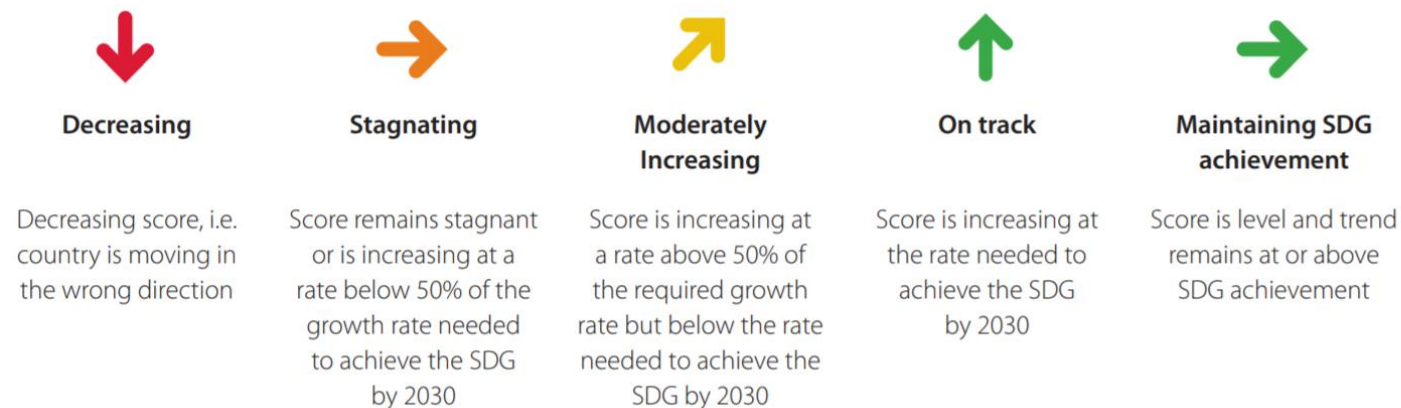 Decreasing
Decreasing score, i.e.
country is moving in
the wrong direction
Stagnating
Score remains stagnant
or is increasing at a
rate below 50% of the
growth rate needed
to achieve the SDG
by 2030
Moderately
Increasing
Score is increasing at
a rate above 50% of
the required growth
rate but below the rate
needed to achieve the
SDG by 2030
On track
Score is increasing at
the rate needed to
achieve the SDG
by 2030
Maintaining SDG
achievement
Score is level and trend
remains at or above
SDG achievement